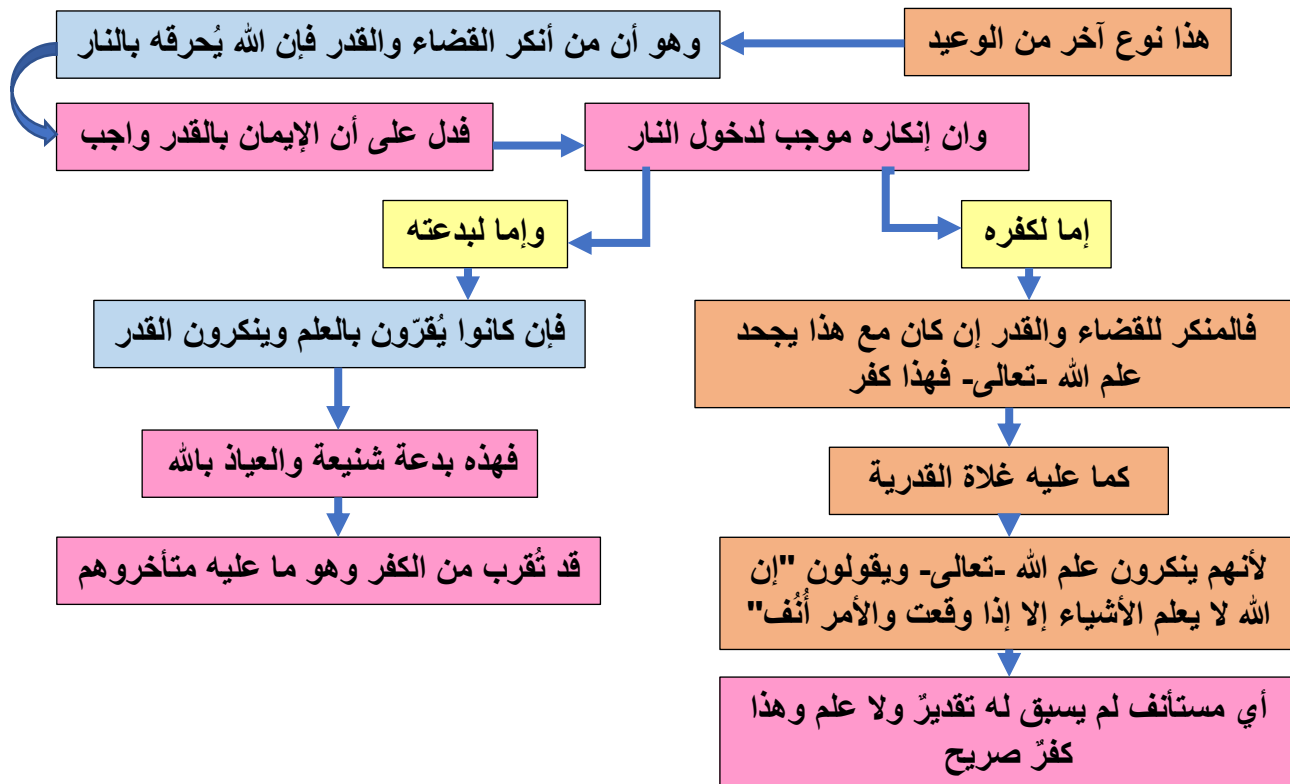 هذا نوع آخر من الوعيد
وهو أن من أنكر القضاء والقدر فإن الله يُحرقه بالنار
فدل على أن الإيمان بالقدر واجب
وان إنكاره موجب لدخول النار
إما لكفره
وإما لبدعته
فالمنكر للقضاء والقدر إن كان مع هذا يجحد
علم الله -تعالى- فهذا كفر
كما عليه غلاة القدرية
لأنهم ينكرون علم الله -تعالى- ويقولون "إن
الله لا يعلم الأشياء إلا إذا وقعت والأمر أُنُف"
أي مستأنف لم يسبق له تقديرٌ ولا علم وهذا
كفرٌ صريح
فإن كانوا يُقرّون بالعلم وينكرون القدر
فهذه بدعة شنيعة والعياذ بالله
قد تُقرب من الكفر وهو ما عليه متأخروهم